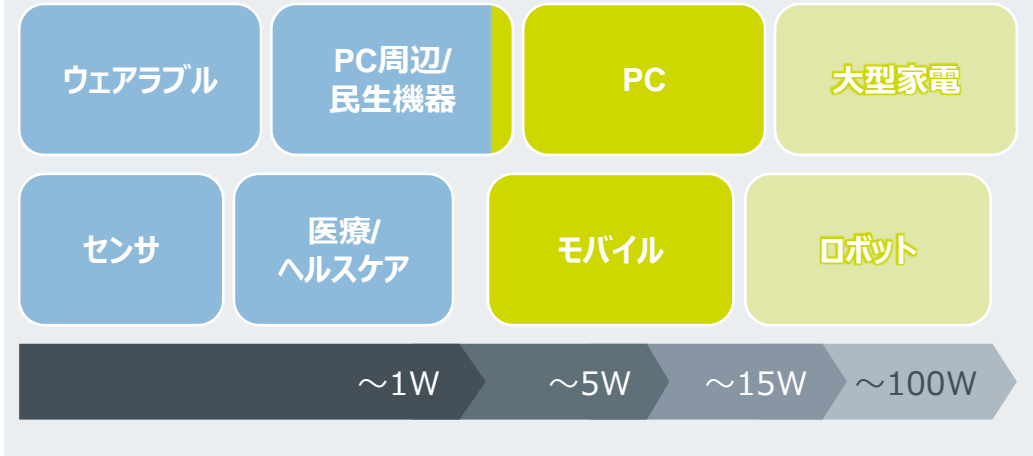 ウェアラブル
PC周辺/
民生機器
PC
大型家電
センサ
医療/
ヘルスケア
モバイル
ロボット
～1W
～5W
～15W
～100W